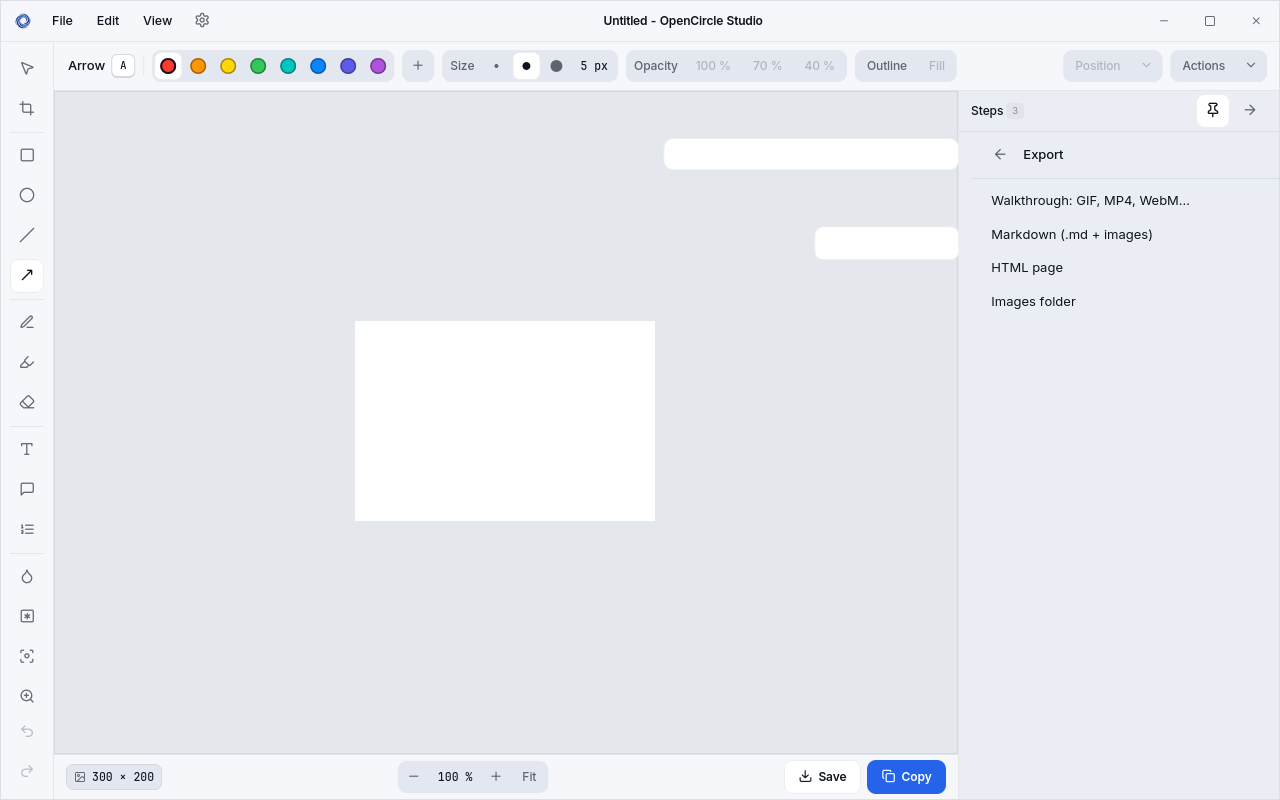 File Edit View
Untitled - OpenCircle Studio
Arrow A
Size 5 px
Opacity 100 % 70 % 40 %
Outline Fill
Position
Actions
Steps 3
Export
Walkthrough: GIF, MP4, WebM...
Markdown (.md + images)
HTML page
Images folder
300 × 200
100 %
Fit
Save
Copy